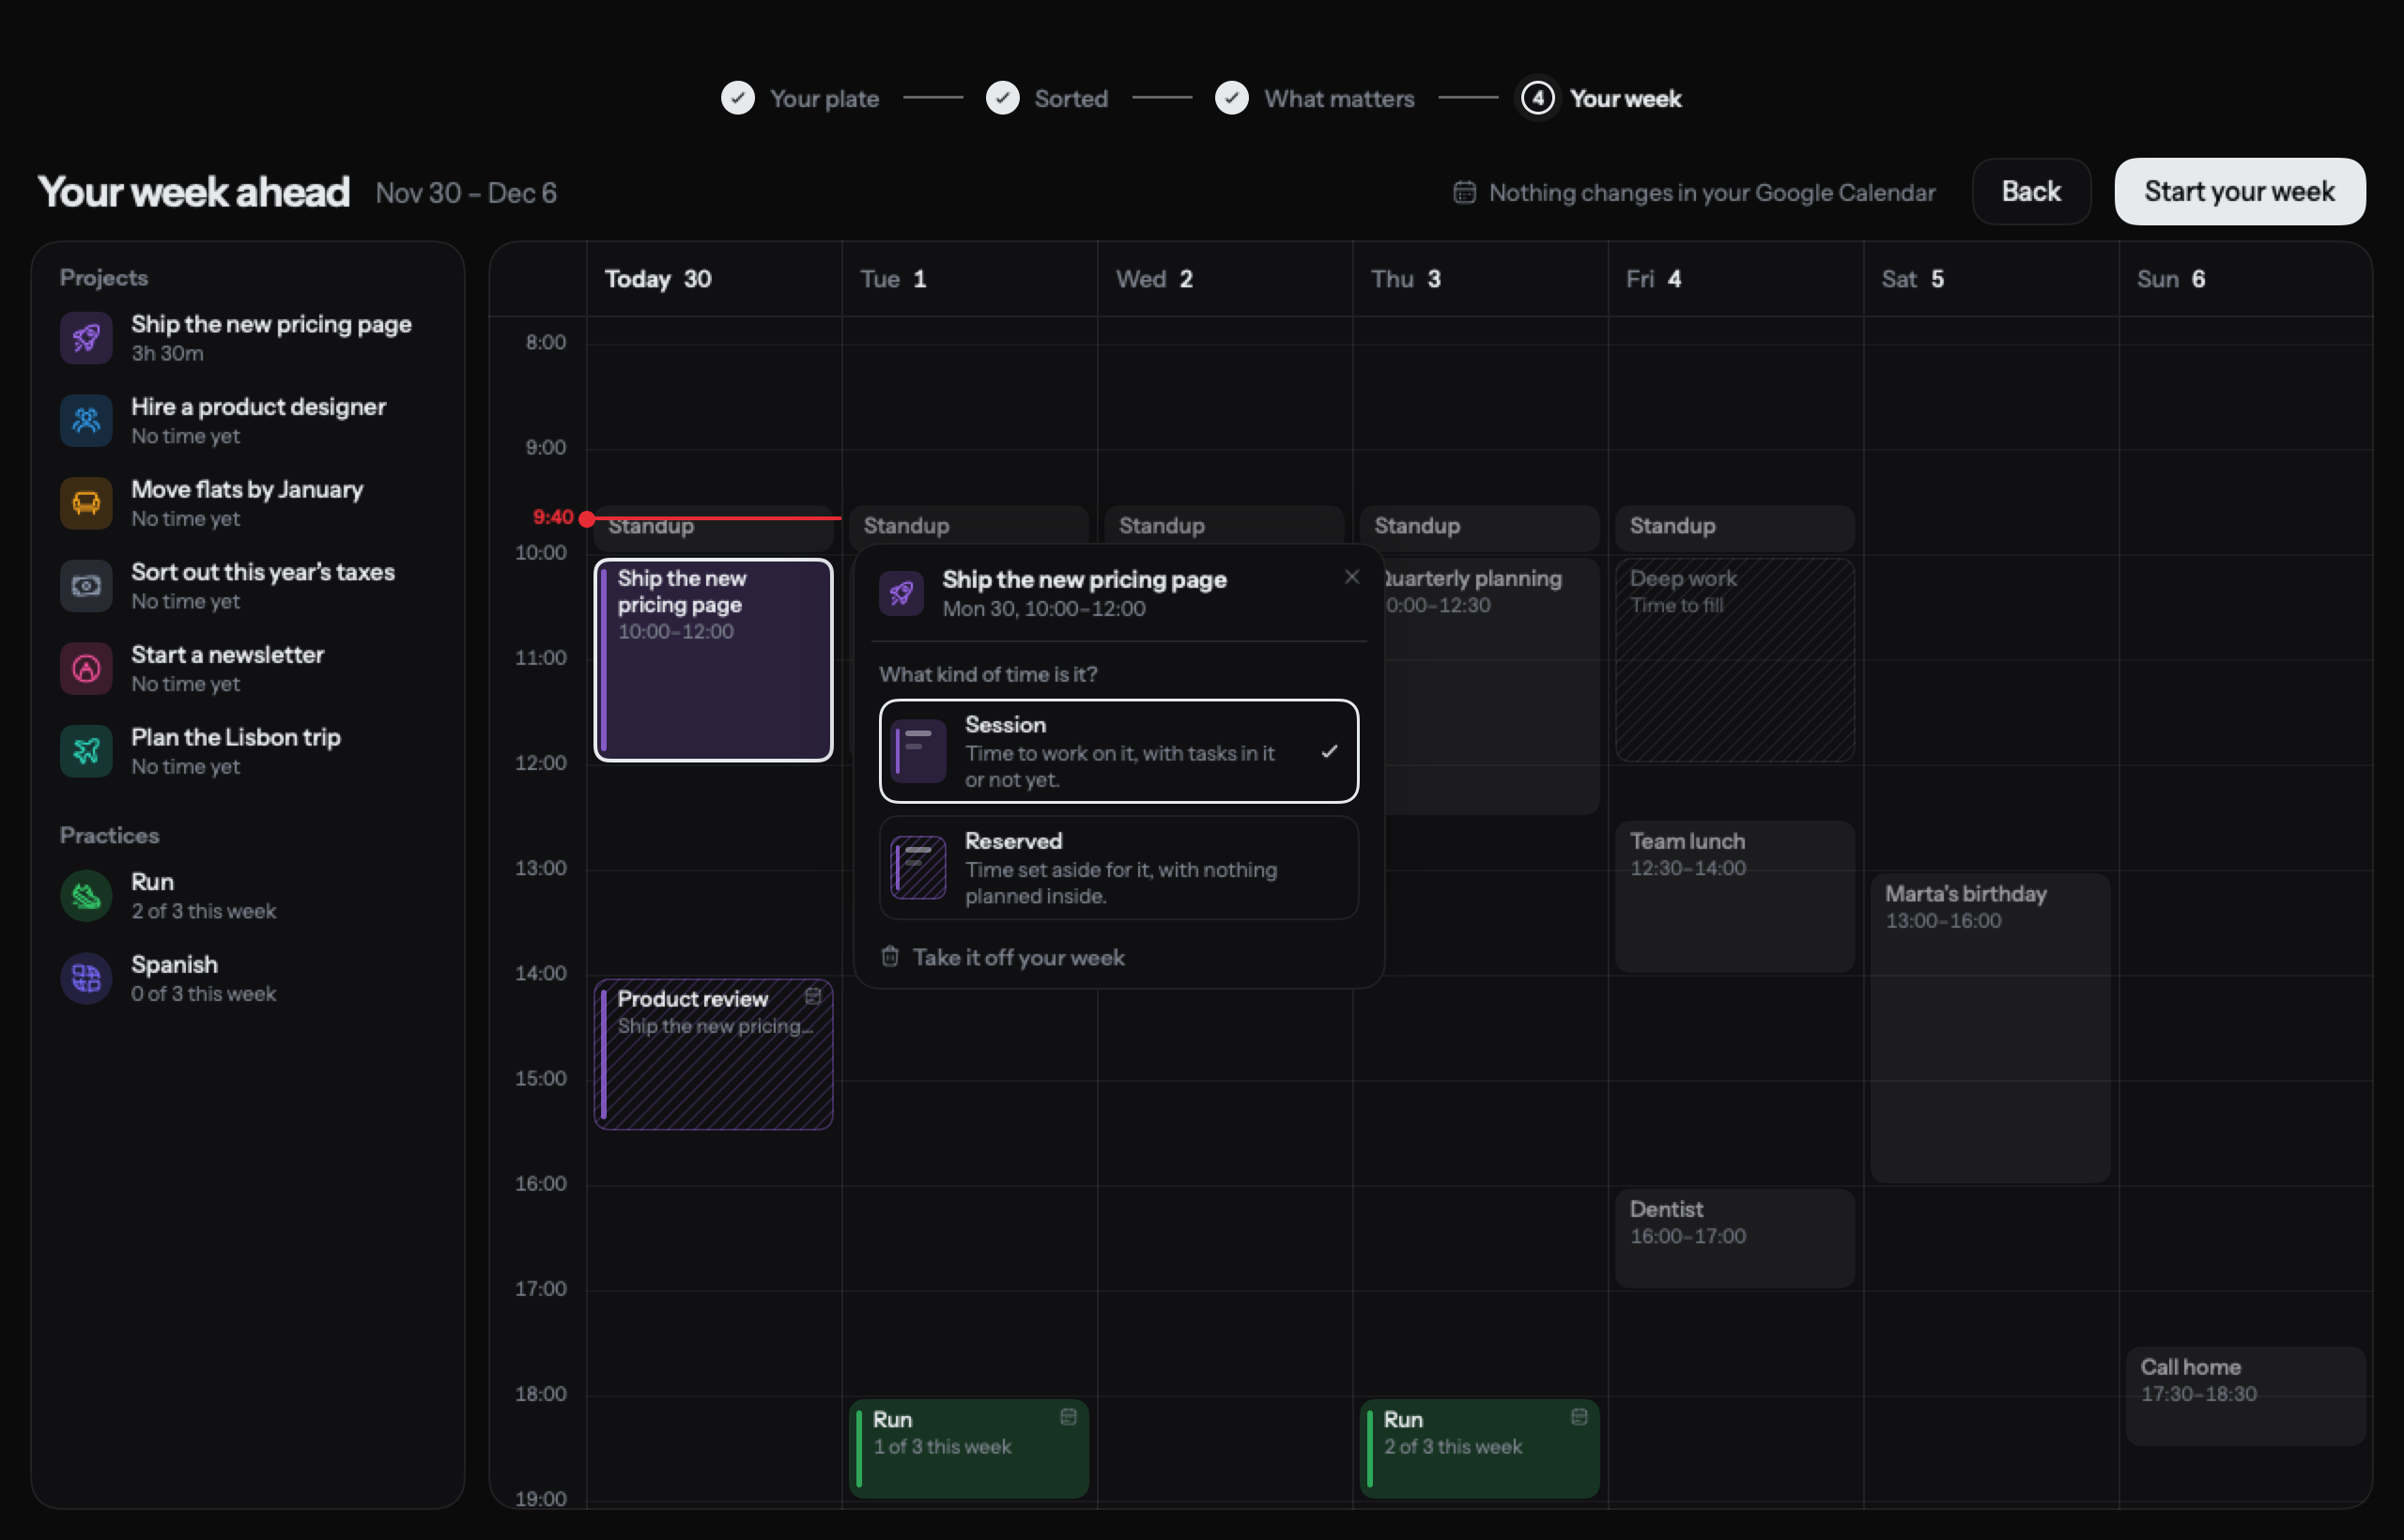 Your plate
Sorted
What matters
4 Your week
Your week ahead Nov 30 – Dec 6
Nothing changes in your Google Calendar
Back
Start your week
Projects
Ship the new pricing page
3h 30m
Hire a product designer
No time yet
Move flats by January
No time yet
Sort out this year’s taxes
No time yet
Start a newsletter
No time yet
Plan the Lisbon trip
No time yet
Practices
Run
2 of 3 this week
Spanish
0 of 3 this week
Today 30
Tue 1
Wed 2
Thu 3
Fri 4
Sat 5
Sun 6
8:00
9:00
9:40
10:00
11:00
12:00
13:00
14:00
15:00
16:00
17:00
18:00
19:00
Standup
Ship the new
pricing page
10:00–12:00
Product review
Ship the new pricing...
Standup
Run
1 of 3 this week
Standup
Ship the new pricing page
Mon 30, 10:00–12:00
What kind of time is it?
Session
Time to work on it, with tasks in it
or not yet.
Reserved
Time set aside for it, with nothing
planned inside.
Take it off your week
Standup
planning
0:00–12:30
Run
2 of 3 this week
Standup
Deep work
Time to fill
Team lunch
12:30–14:00
Dentist
16:00–17:00
Marta’s birthday
13:00–16:00
Call home
17:30–18:30